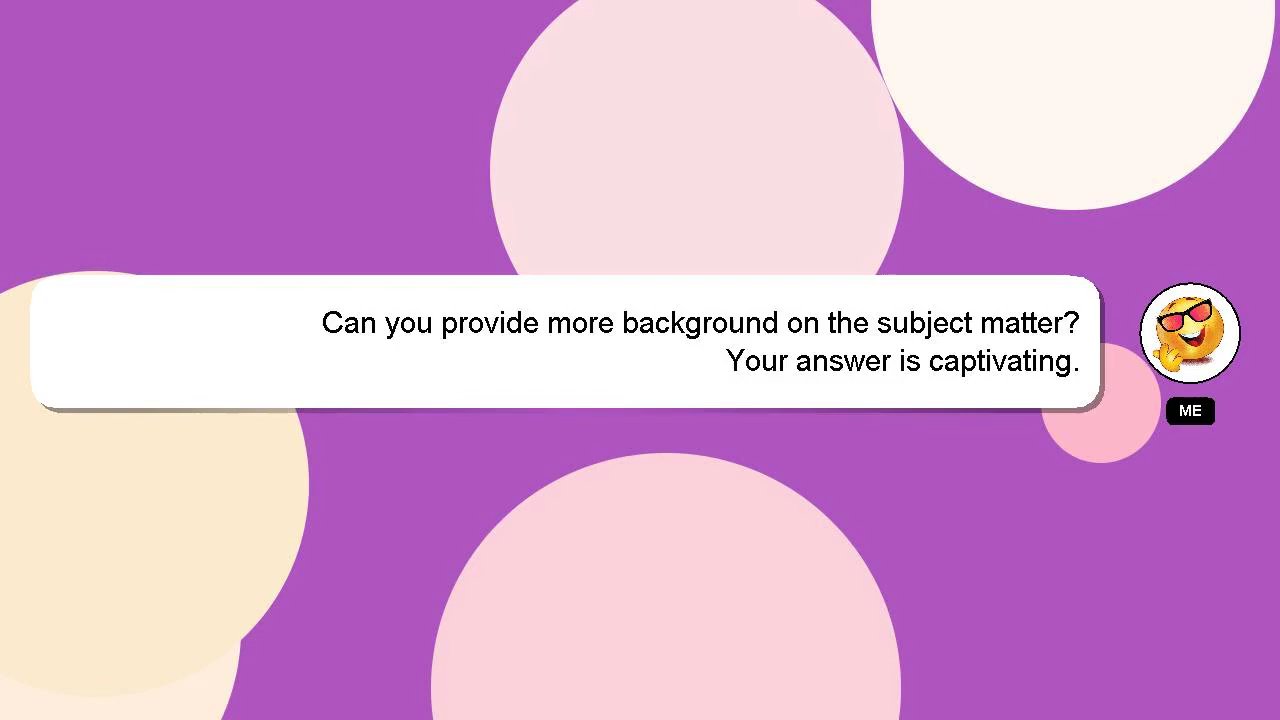 Can you provide more background on the subject matter?
Your answer is captivating.
ME